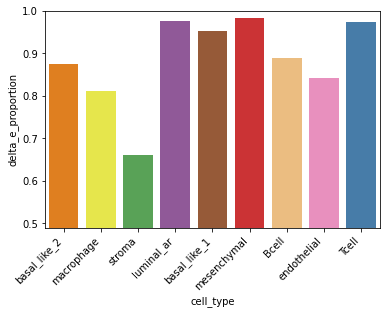 delta_e_proportion
1.0
0.9
0.8
0.7
0.6
0.5
basal_like_2
macrophage
stroma
luminal_ar
basal_like_1
mesenchymal
Bcell
endothelial
Tcell
cell_type